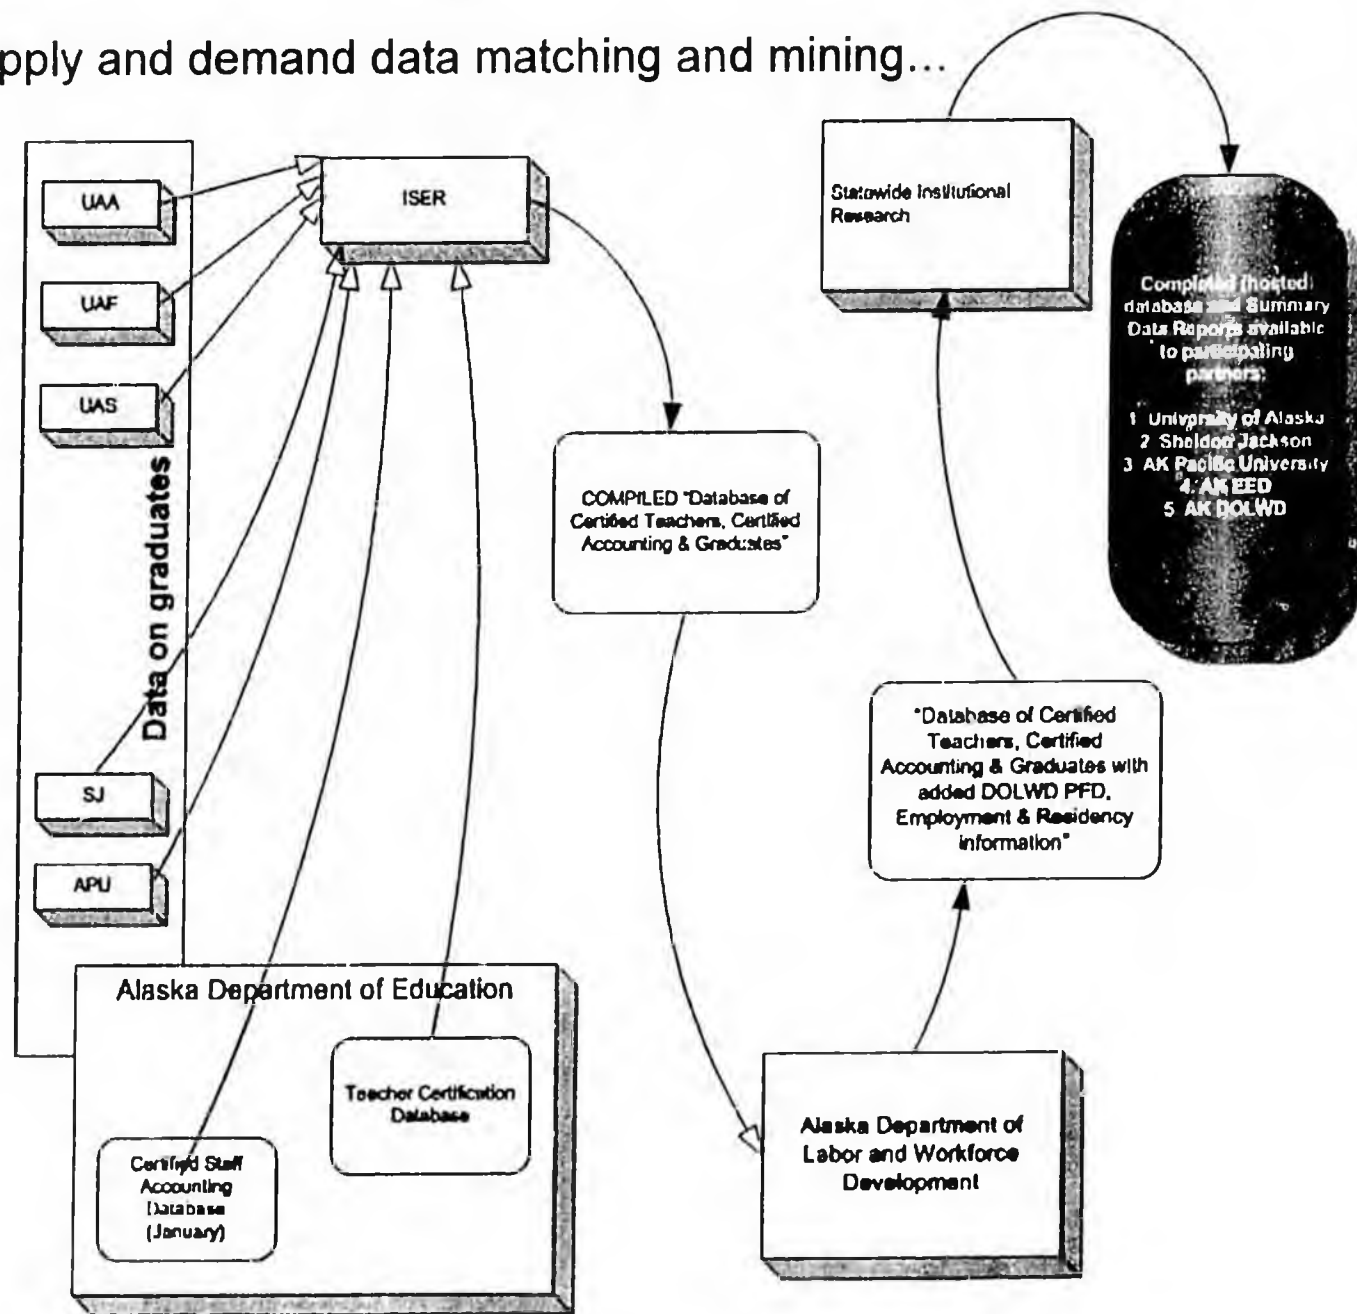 pply and demand data matching and mining...
UAA
UAF
UAS
Data on graduates
SJ
APU
ISER
COMPILED "Database of
Certified Teachers, Certified
Accounting & Graduates"
Statewide Institutional
Research
Completed (hosted)
database and Summary
Data Reports available
to participating
partners:
1 University of Alaska
2 Sheldon Jackson
3 AK Pacific University
4. AK EED
5 AK DOLWD
"Database of Certified
Teachers, Certified
Accounting & Graduates with
added DOLWD PFD,
Employment & Residency
information"
Alaska Department of Education
Teacher Certification
Database
Certified Staff
Accounting
Database
(January)
Alaska Department of
Labor and Workforce
Development